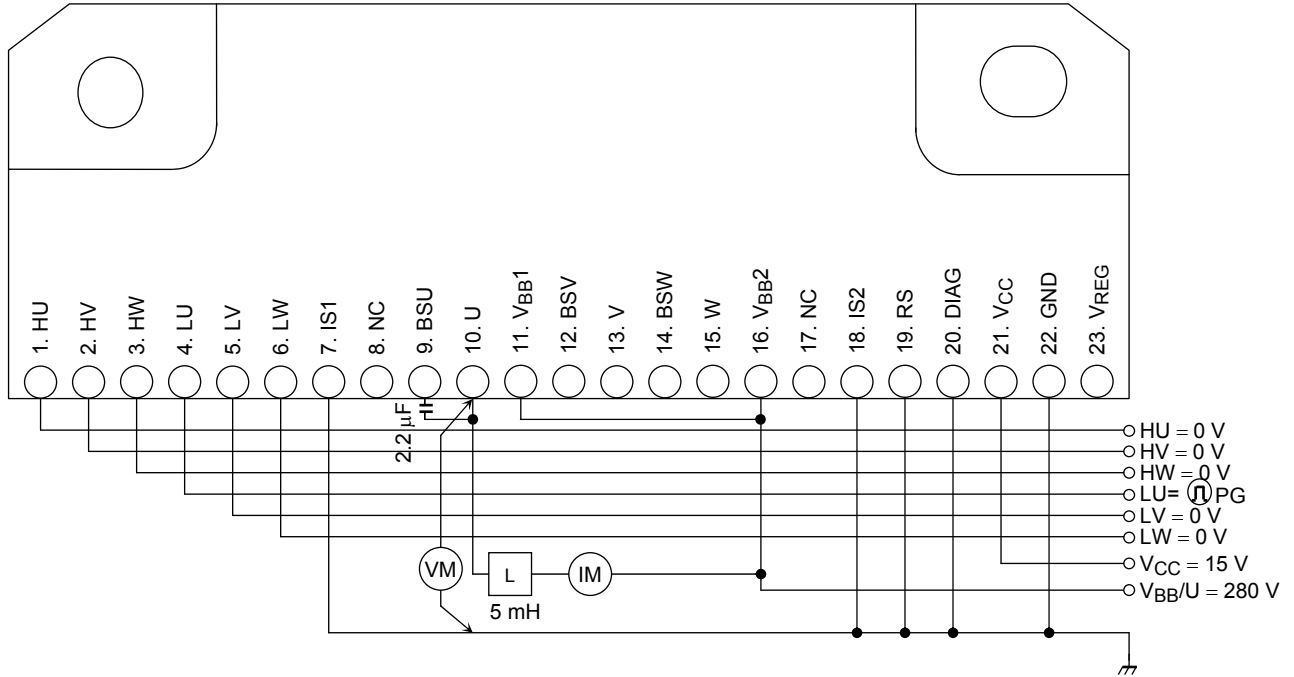 1. HU
2. HV
3. HW
4. LU
5. LV
6. LW
7. IS1
8. NC
9. BSU
10. U
11. VBB1
12. BSV
13. V
14. BSW
15. W
16. VBB2
17. NC
18. IS2
19. RS
20. DIAG
21. VCC
22. GND
23. VREG
2.2 μF
HU = 0 V
HV = 0 V
HW = 0 V
LU= PG
LV = 0 V
LW = 0 V
VCC = 15 V
VBB/U = 280 V
VM
L
IM
5 mH